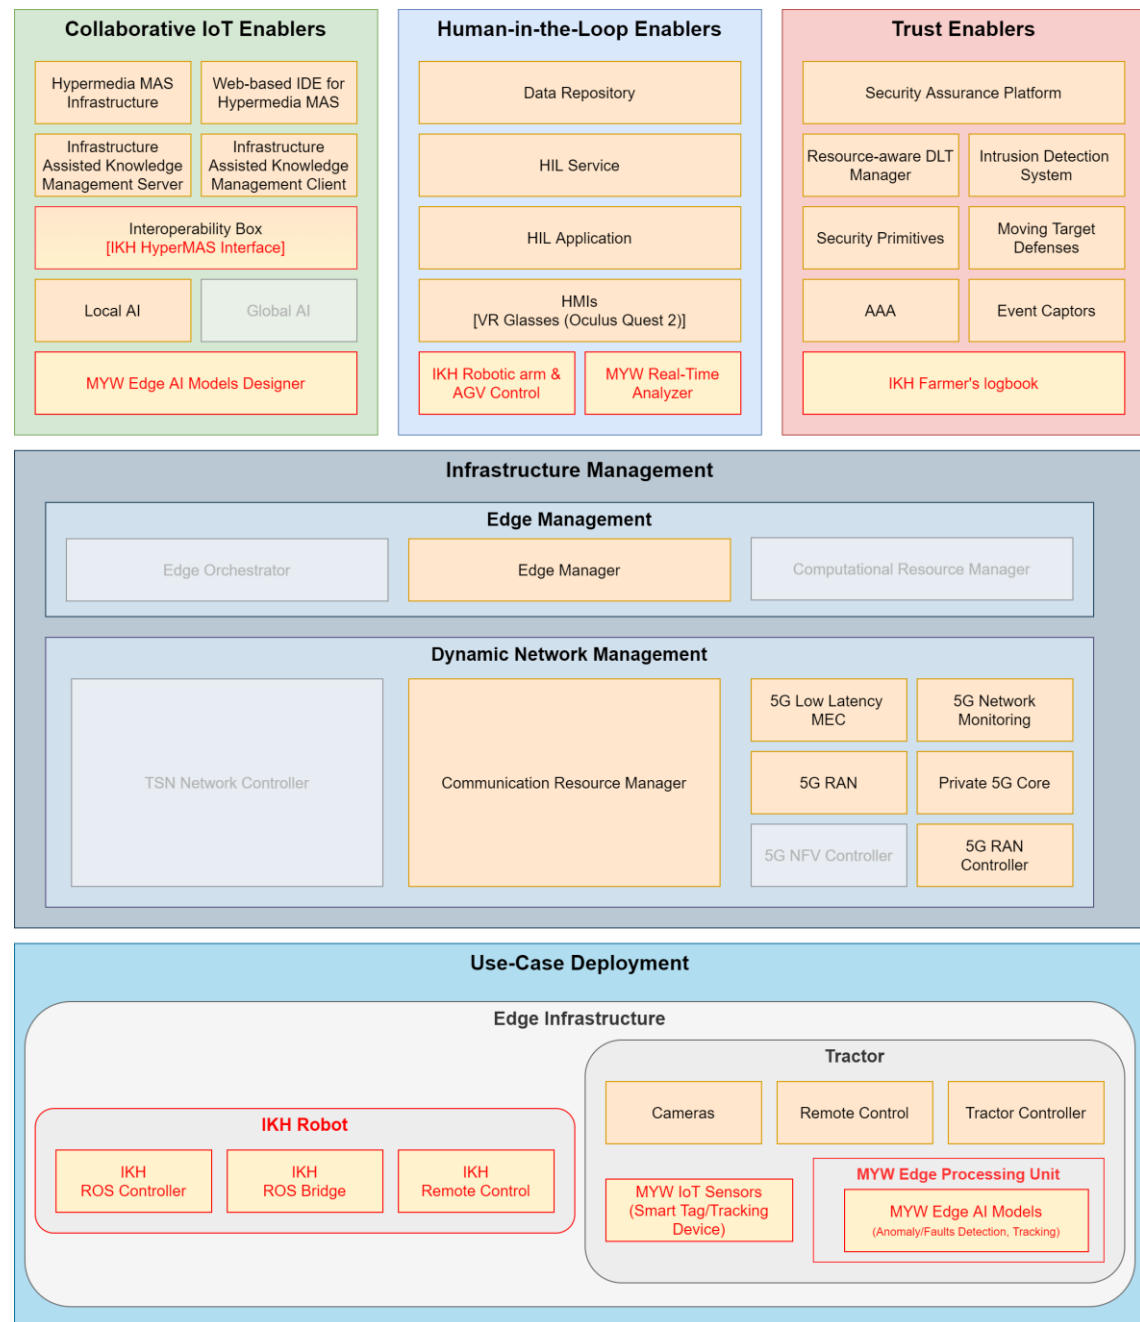 Collaborative IoT Enablers
Hypermedia MAS
Infrastructure
Web-based IDE for
Hypermedia MAS
Infrastructure
Assisted Knowledge
Management Server
Infrastructure
Assisted Knowledge
Management Client
Interoperability Box
[IKH HyperMAS Interface]
Local AI
Global AI
MYW Edge AI Models Designer
Human-in-the-Loop Enablers
Data Repository
HIL Service
HIL Application
HMIs
[VR Glasses (Oculus Quest 2)]
IKH Robotic arm &
AGV Control
MYW Real-Time
Analyzer
Trust Enablers
Security Assurance Platform
Resource-aware DLT
Manager
Intrusion Detection
System
Security Primitives
Moving Target
Defenses
AAA
Event Captors
IKH Farmer's logbook
Infrastructure Management
Edge Management
Edge Orchestrator
Edge Manager
Computational Resource Manager
Dynamic Network Management
TSN Network Controller
Communication Resource Manager
5G Low Latency
MEC
5G Network
Monitoring
5G RAN
Private 5G Core
5G NFV Controller
5G RAN
Controller
Use-Case Deployment
Edge Infrastructure
IKH Robot
IKH
ROS Controller
IKH
ROS Bridge
IKH
Remote Control
Tractor
Cameras
Remote Control
Tractor Controller
MYW IoT Sensors
(Smart Tag/Tracking
Device)
MYW Edge Processing Unit
MYW Edge AI Models
(Anomaly/Faults Detection, Tracking)